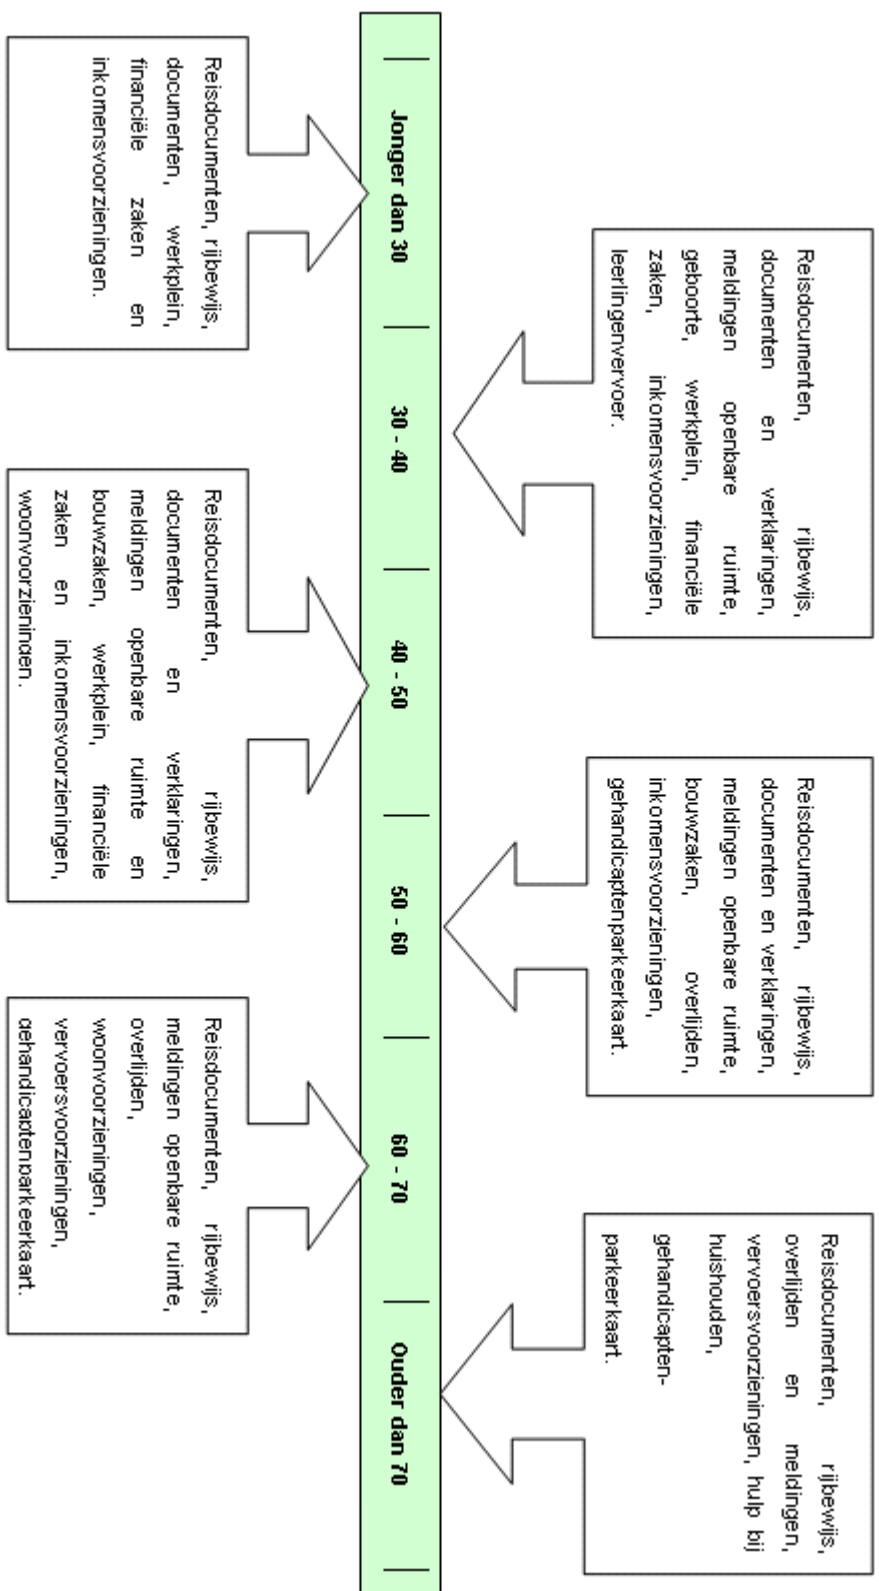 Reisdocumenten, rijbewijs,
documenten en verklaringen,
meldingen openbare ruimte,
geboorte, werkplein, financiële
zaken, inkomensvoorzieningen,
leerlingenvervoer.
Reisdocumenten, rijbewijs,
documenten en verklaringen,
meldingen openbare ruimte,
bouwzaken, overlijden,
inkomensvoorzieningen,
gehandicaptenparkeerkaart.
Reisdocumenten, rijbewijs,
overlijden en meldingen,
vervoersvoorzieningen, hulp bij
huishouden,
gehandicapten-
parkeerkaart.
Jonger dan 30
30 - 40
40 - 50
50 - 60
60 - 70
Ouder dan 70
Reisdocumenten, rijbewijs,
documenten, werkplein,
financiële zaken en
inkomensvoorzieningen.
Reisdocumenten, rijbewijs,
documenten en verklaringen,
meldingen openbare ruimte en
bouwzaken, werkplein, financiële
zaken en inkomensvoorzieningen,
woonvoorzieningen.
Reisdocumenten, rijbewijs,
meldingen openbare ruimte,
overlijden,
woonvoorzieningen,
vervoersvoorzieningen,
gehandicaptenparkeerkaart.